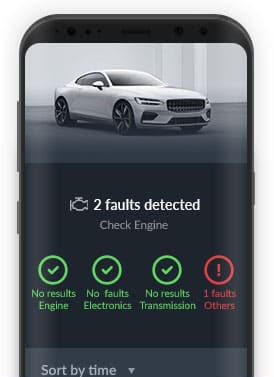 2 faults detected
Check Engine
No results No faults No results 1 faults
Engine Electronics Transmission Others
Sort by time